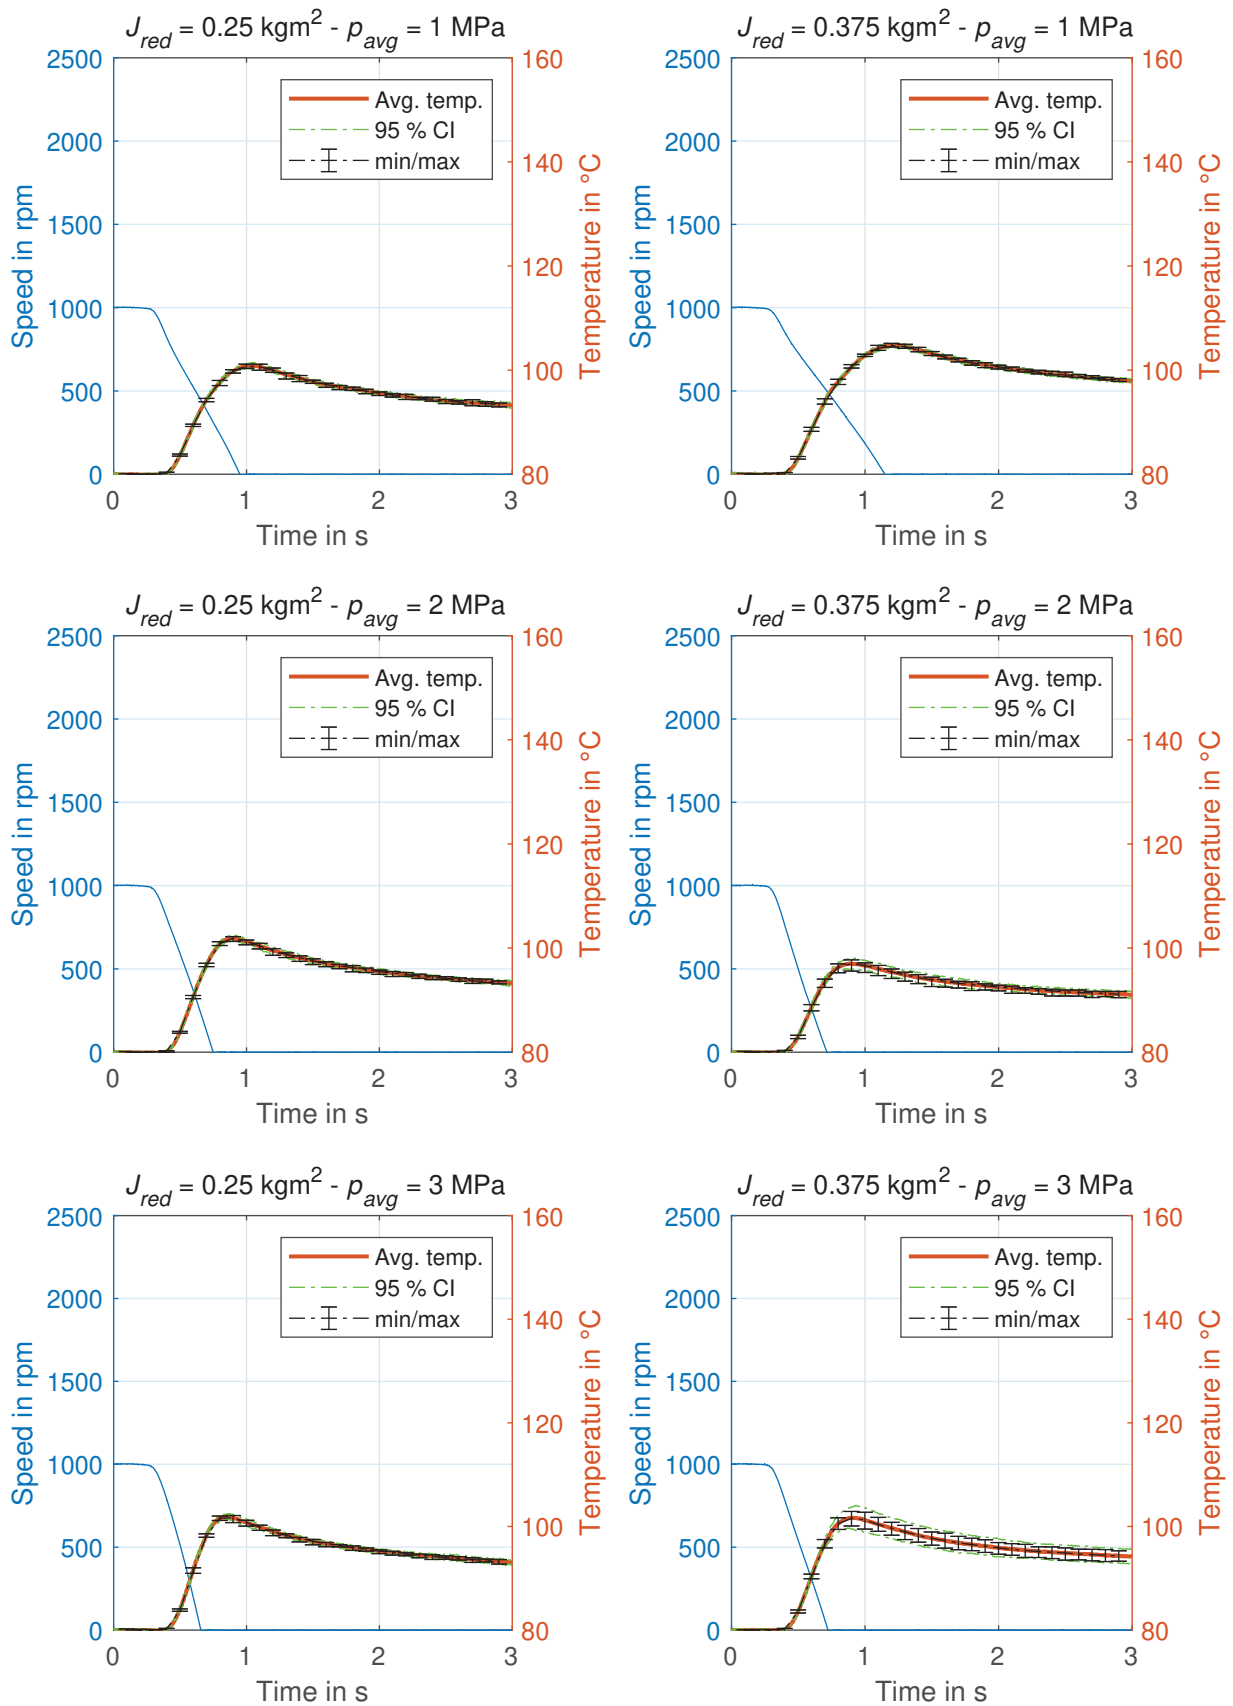 J_red = 0.25 kgm² - p_avg = 1 MPa
2500
2000
1500
1000
500
0
Speed in rpm
160
140
120
100
80
Temperature in °C
Avg. temp.
95 % CI
min/max
0 1 2 3
Time in s
J_red = 0.375 kgm² - p_avg = 1 MPa
2500
2000
1500
1000
500
0
Speed in rpm
160
140
120
100
80
Temperature in °C
Avg. temp.
95 % CI
min/max
0 1 2 3
Time in s
J_red = 0.25 kgm² - p_avg = 2 MPa
2500
2000
1500
1000
500
0
Speed in rpm
160
140
120
100
80
Temperature in °C
Avg. temp.
95 % CI
min/max
0 1 2 3
Time in s
J_red = 0.375 kgm² - p_avg = 2 MPa
2500
2000
1500
1000
500
0
Speed in rpm
160
140
120
100
80
Temperature in °C
Avg. temp.
95 % CI
min/max
0 1 2 3
Time in s
J_red = 0.25 kgm² - p_avg = 3 MPa
2500
2000
1500
1000
500
0
Speed in rpm
160
140
120
100
80
Temperature in °C
Avg. temp.
95 % CI
min/max
0 1 2 3
Time in s
J_red = 0.375 kgm² - p_avg = 3 MPa
2500
2000
1500
1000
500
0
Speed in rpm
160
140
120
100
80
Temperature in °C
Avg. temp.
95 % CI
min/max
0 1 2 3
Time in s